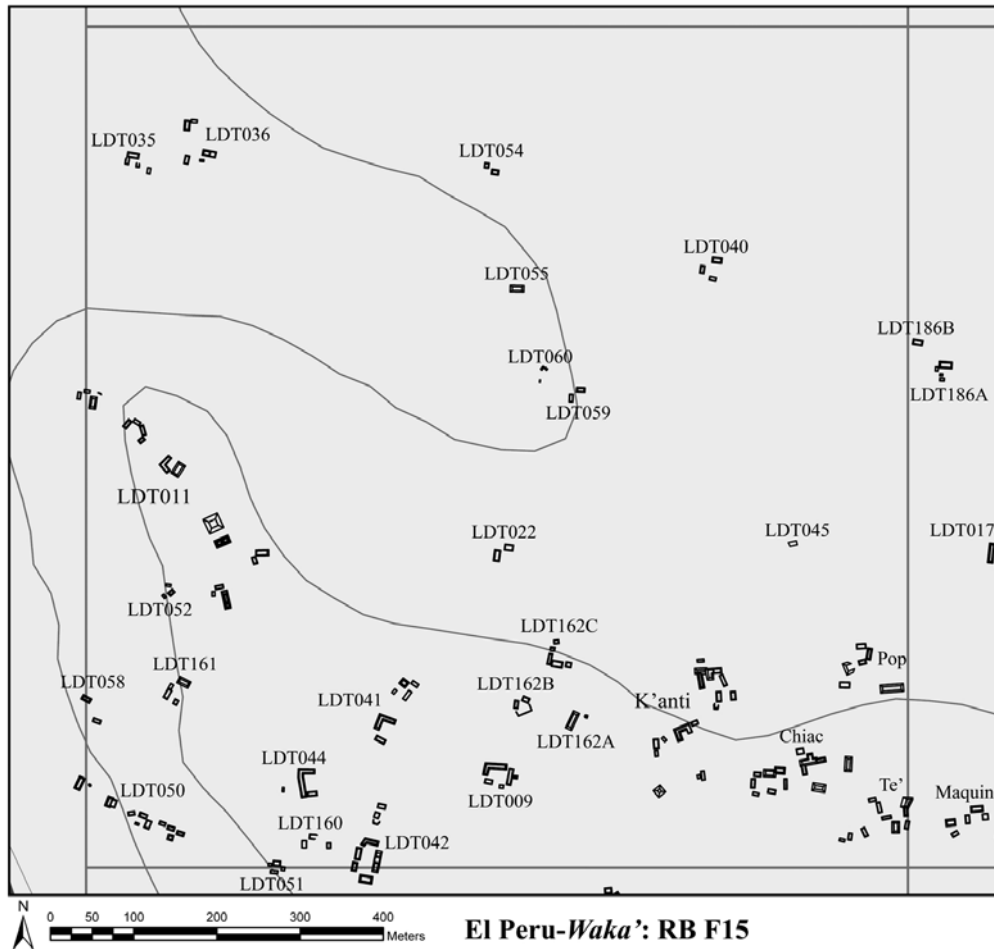 LDT035
LDT036
LDT054
LDT040
LDT055
LDT186B
LDT060
LDT186A
LDT059
LDT011
LDT022
LDT045
LDT017
LDT052
LDT162C
LDT161
LDT058
Pop
LDT162B
LDT041
K'anti
LDT162A
Chiac
LDT044
LDT050
LDT009
Te'
Maquin
LDT160
LDT042
LDT051
N
0 50 100 200 300 400
Meters
El Peru-Waka': RB F15